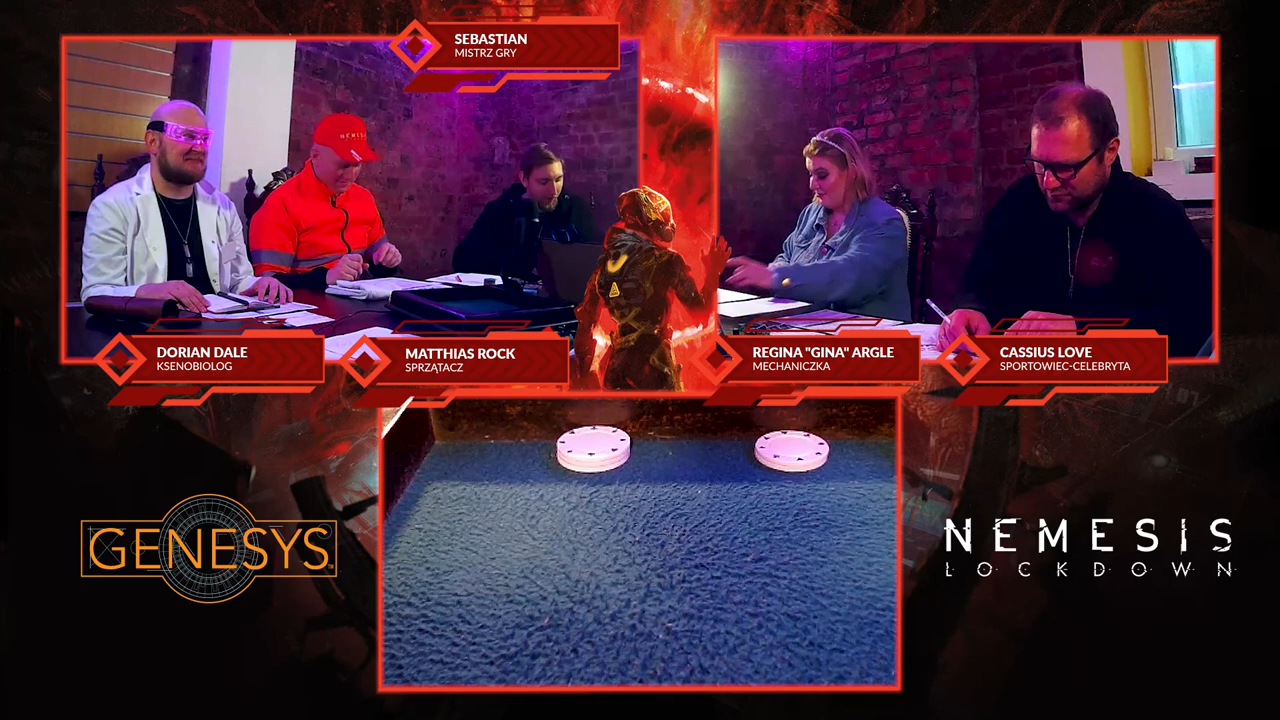 SEBASTIAN
MISTRZ GRY
NEMESIS
DORIAN DALE
KSENOBIOLOG
MATTHIAS ROCK
SPRZĄTACZ
REGINA "GINA" ARGLE
MECHANICZKA
CASSIUS LOVE
SPORTOWIEC-CELEBRYTA
GENESYS
NEMESIS
LOCKDOWN